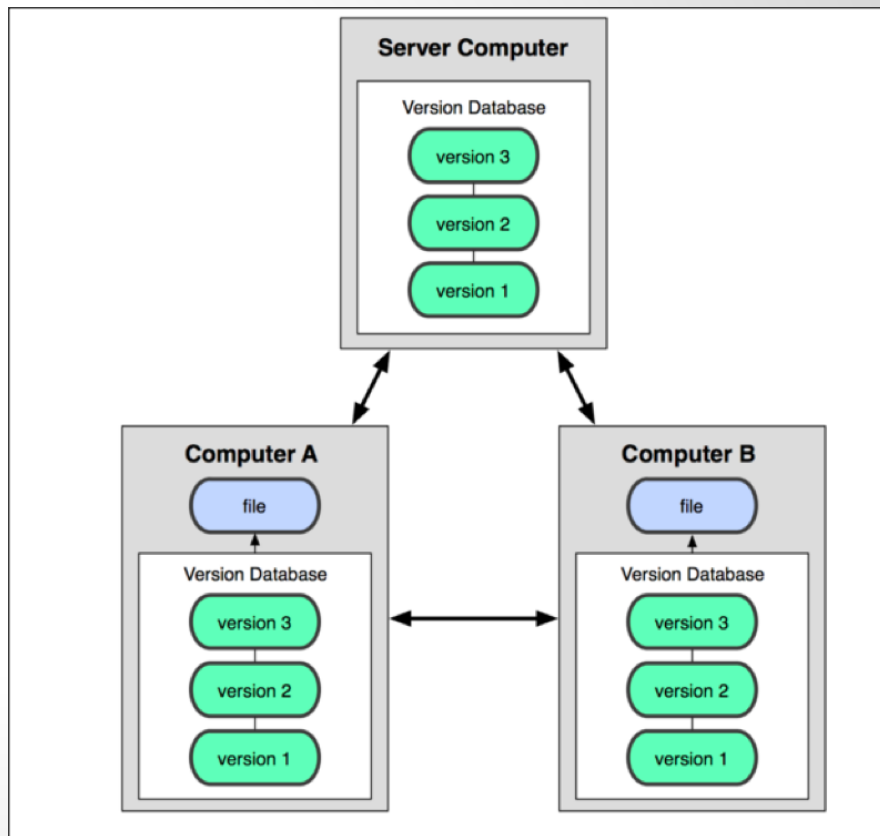 Server Computer
Version Database
version 3
version 2
version 1
Computer A
file
Version Database
version 3
version 2
version 1
Computer B
file
Version Database
version 3
version 2
version 1